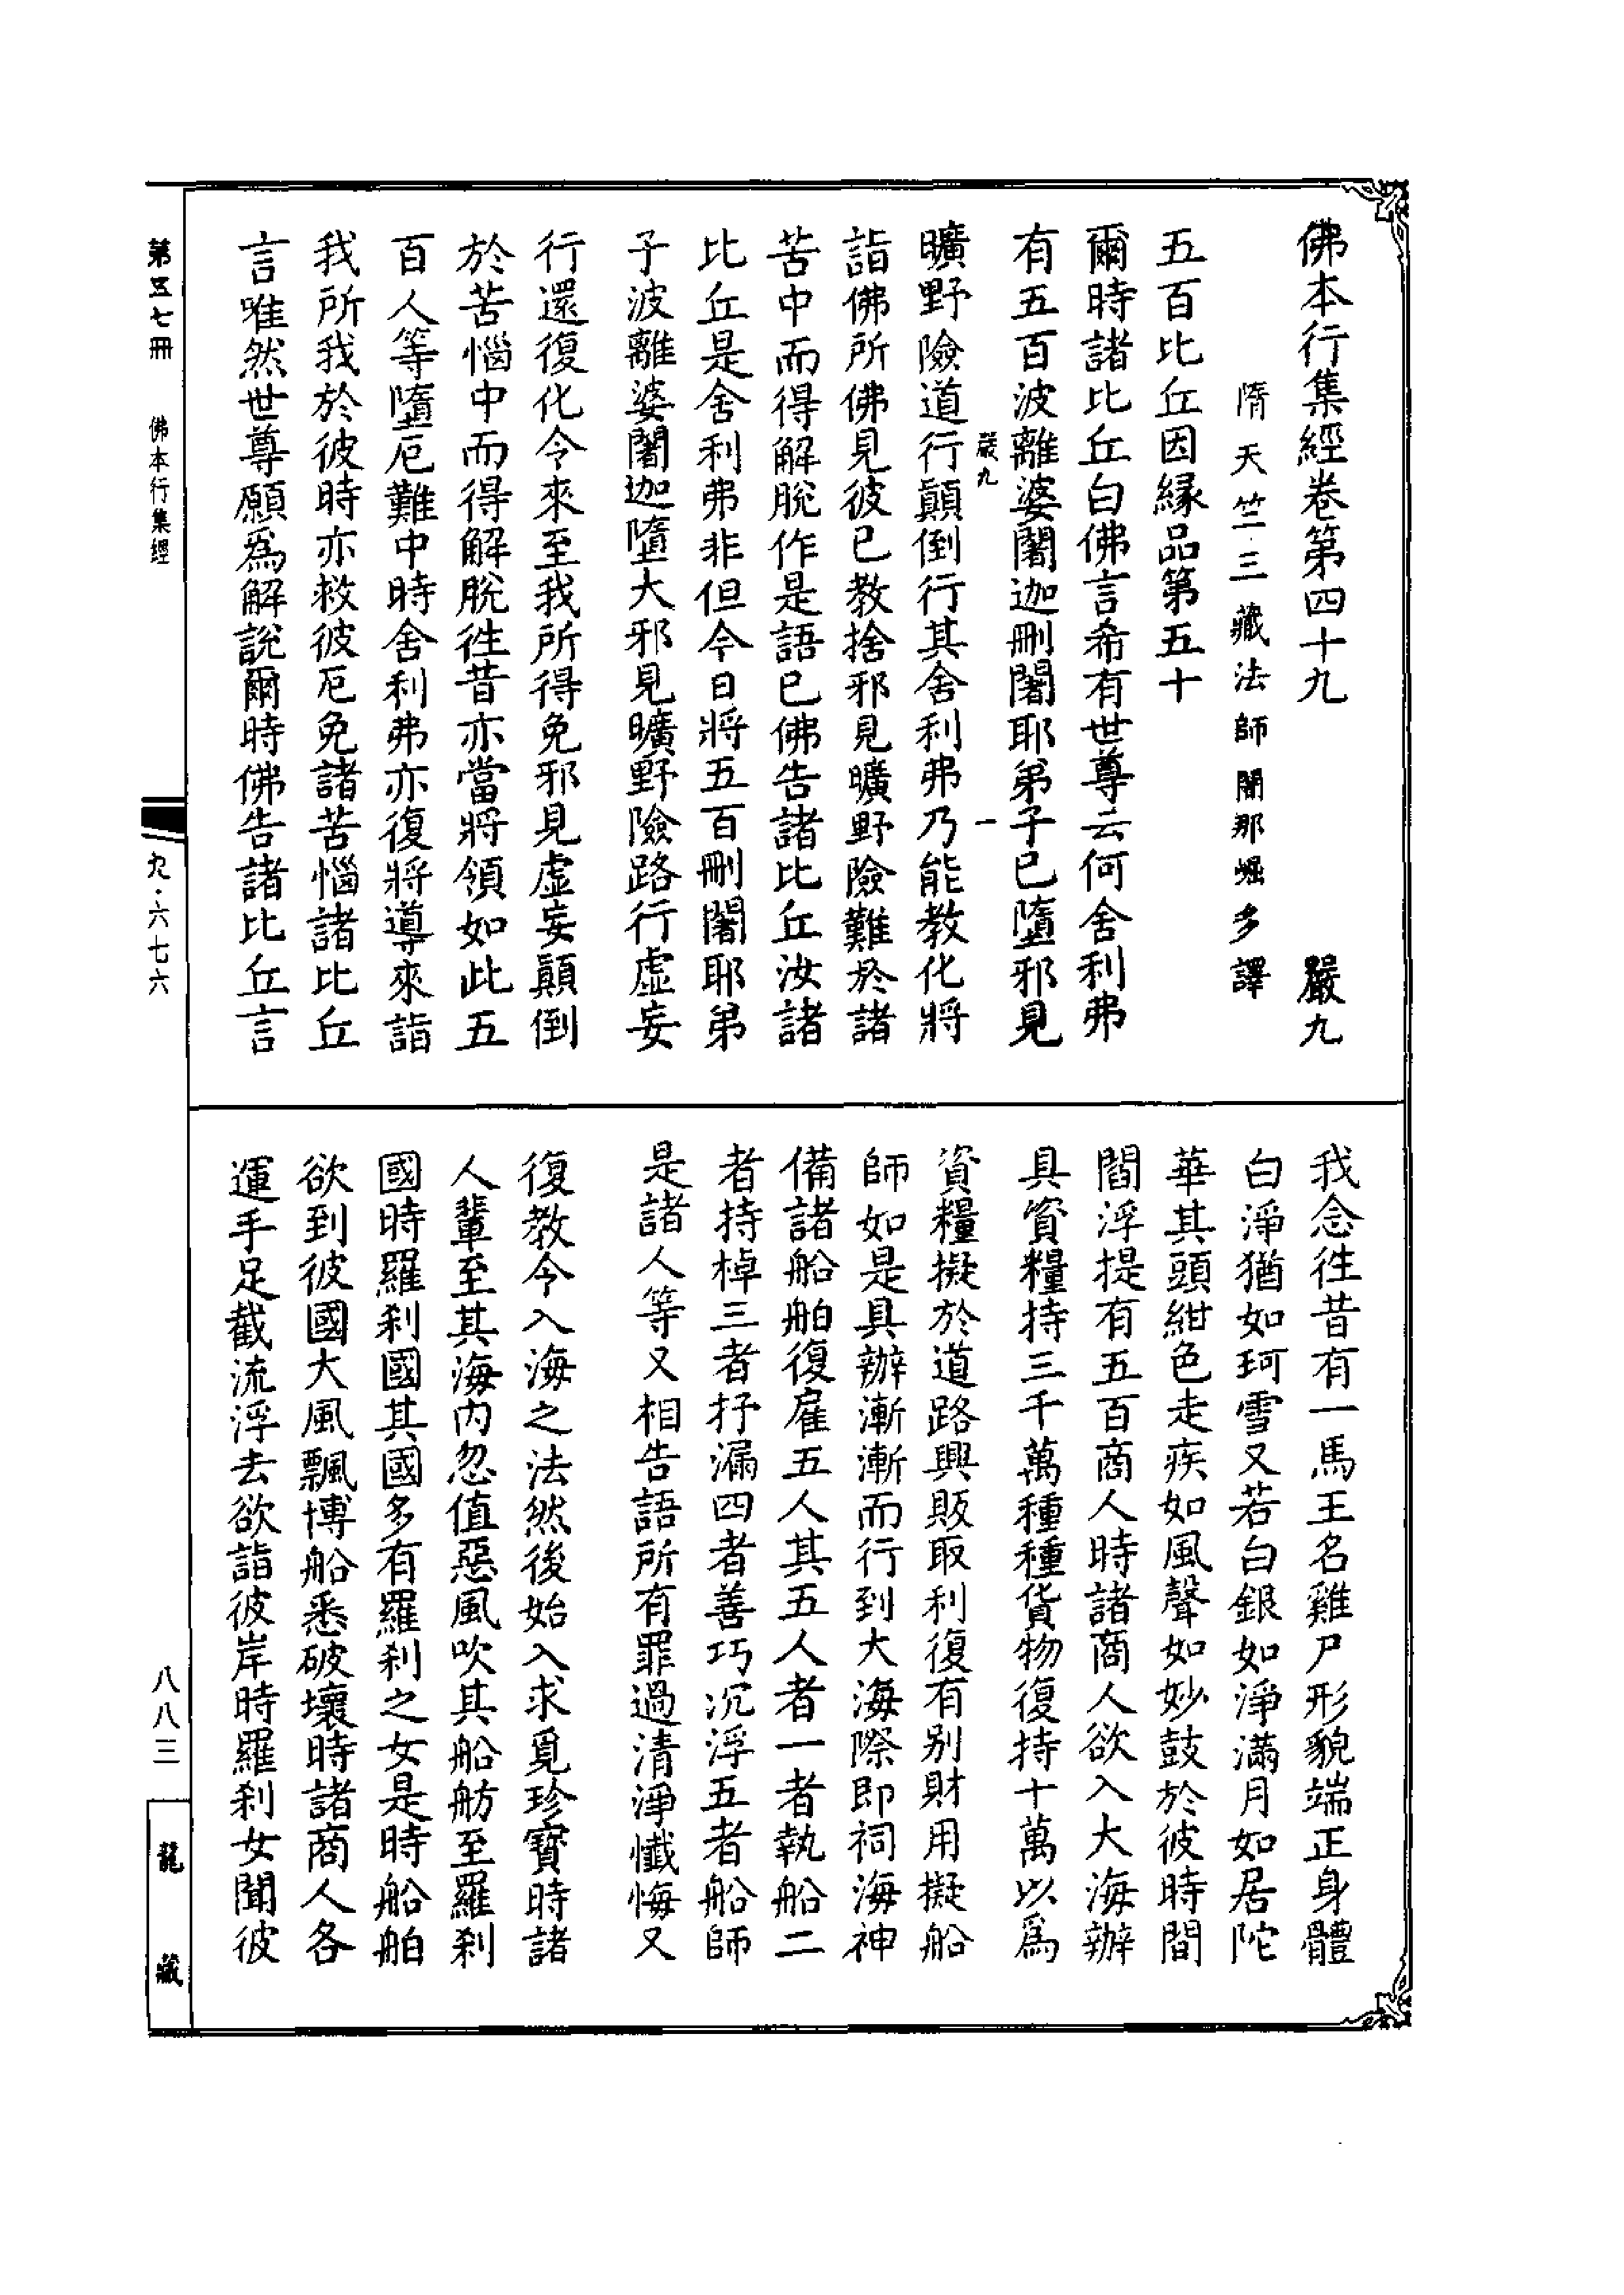 佛本行集經卷第四十九　嚴九
隋天竺三藏法師闍那崛多譯
五百比丘因緣品第五十
爾時諸比丘白佛言希有世尊云何舍利弗
有五百波離婆闍迦刪闍耶弟子已墮邪見
嚴九　一
曠野險道行顛倒行其舍利弗乃能教化將
詣佛所佛見彼已教捨邪見曠野險難於諸
苦中而得解脫作是語已佛告諸比丘汝諸
比丘是舍利弗非但今日將五百刪闍耶弟
子波離婆闍迦墮大邪見曠野險路行虛妄
行還復化令來至我所得免邪見虛妄顛倒
於苦惱中而得解脫徃昔亦當將領如此五
百人等墮厄難中時舍利弗亦復將導來詣
我所我於彼時亦救彼厄免諸苦惱諸比丘
言唯然世尊願為解說爾時佛告諸比丘言
我念徃昔有一馬王名雞尸形貌端正身體
白淨猶如珂雪又若白銀如淨滿月如居陀
華其頭紺色走疾如風聲如妙鼓於彼時間
閻浮提有五百商人時諸商人欲入大海辦
具資糧持三千萬種種貨物復持十萬以為
資糧擬於道路興販取利復有别財用擬船
師如是具辦漸漸而行到大海際即祠海神
備諸船舶復雇五人其五人者一者執船二
者持棹三者抒漏四者善巧沉浮五者船師
是諸人等又相告語所有罪過清淨懺悔又
復教令入海之法然後始入求覓珍寶時諸
人輩至其海內忽值惡風吹其船舫至羅刹
國時羅刹國其國多有羅刹之女是時船舶
欲到彼國大風飄博船悉破壞時諸商人各
運手足截流浮去欲詣彼岸時羅刹女聞彼
第五七冊　佛本行集經　九·六七六　八八三　龍藏